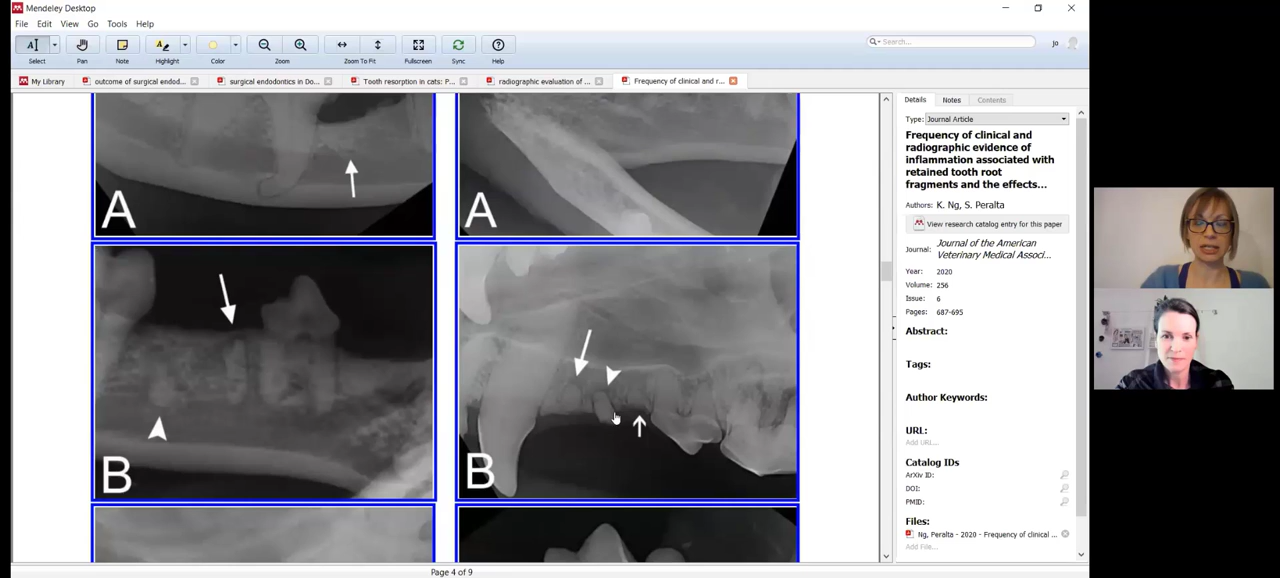 Mendeley Desktop
File Edit View Go Tools Help
Select Pan Note Highlight Color Zoom Zoom To Fit Fullscreen Sync Help
Search...
jo
My Library
outcome of surgical endod...
surgical endodontics in Do...
Tooth resorption in cats: P...
radiographic evaluation of ...
Frequency of clinical and r...
Details Notes Contents
Type: Journal Article
Frequency of clinical and
radiographic evidence of
inflammation associated with
retained tooth root
fragments and the effects...
Authors: K. Ng, S. Peralta
View research catalog entry for this paper
Journal: Journal of the American
Veterinary Medical Associ...
Year: 2020
Volume: 256
Issue: 6
Pages: 687-695
Abstract:
Tags:
Author Keywords:
URL:
Add URL...
Catalog IDs
ArXiv ID:
DOI:
PMID:
Files:
Ng, Peralta - 2020 - Frequency of clinical ...
Add File...
A
A
B
B
Page 4 of 9